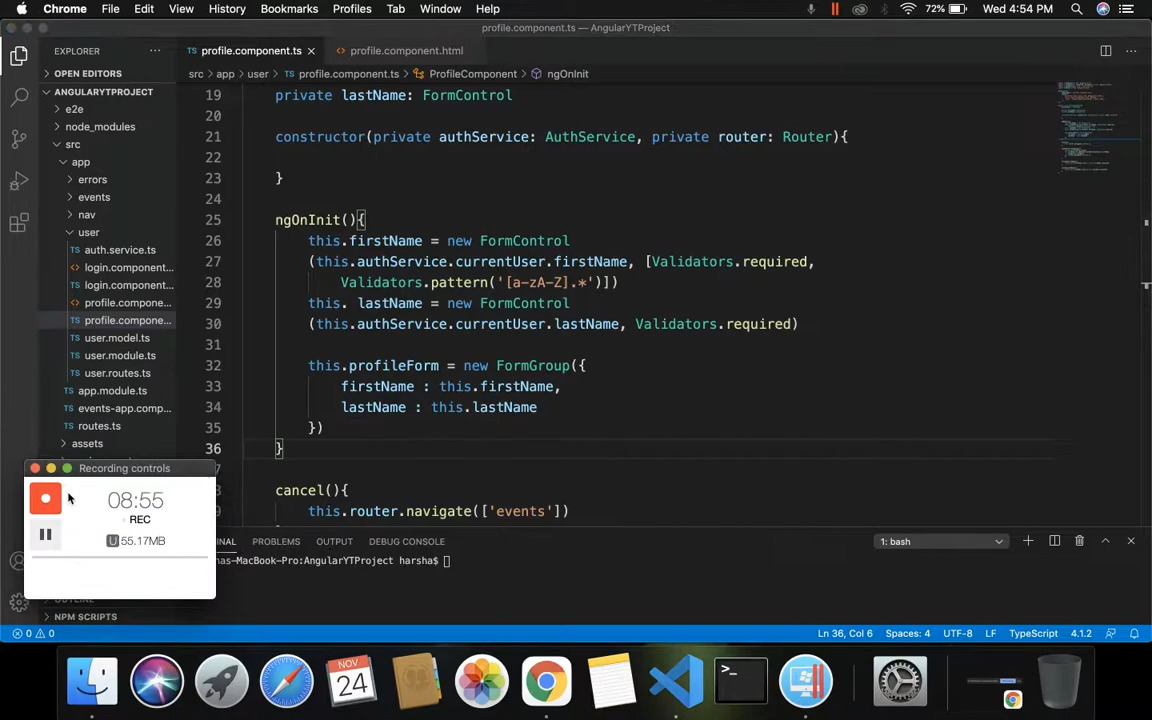 Chrome File Edit View History Bookmarks Profiles Tab Window Help 72% Wed 4:54 PM
profile.component.ts — AngularYTProject
EXPLORER
profile.component.ts
profile.component.html
OPEN EDITORS
src app user profile.component.ts ProfileComponent ngOnInit
ANGULARYTPROJECT
e2e
node_modules
src
app
errors
events
nav
user
auth.service.ts
login.component...
login.component...
profile.compone...
profile.compone...
user.model.ts
user.module.ts
user.routes.ts
app.module.ts
events-app.comp...
routes.ts
assets
19 private lastName: FormControl
20
21 constructor(private authService: AuthService, private router: Router){
22
23 }
24
25 ngOnInit(){
26 this.firstName = new FormControl
27 (this.authService.currentUser.firstName, [Validators.required,
28 Validators.pattern('[a-zA-Z].*')])
29 this. lastName = new FormControl
30 (this.authService.currentUser.lastName, Validators.required)
31
32 this.profileForm = new FormGroup({
33 firstName : this.firstName,
34 lastName : this.lastName
35 })
36 }
7
8 cancel(){
9 this.router.navigate(['events'])
Recording controls
08:55
REC
U 55.17MB
NAL PROBLEMS OUTPUT DEBUG CONSOLE 1: bash
nas-MacBook-Pro:AngularYTProject harsha$
NPM SCRIPTS
0 0 Ln 36, Col 6 Spaces: 4 UTF-8 LF TypeScript 4.1.2
NOV
24